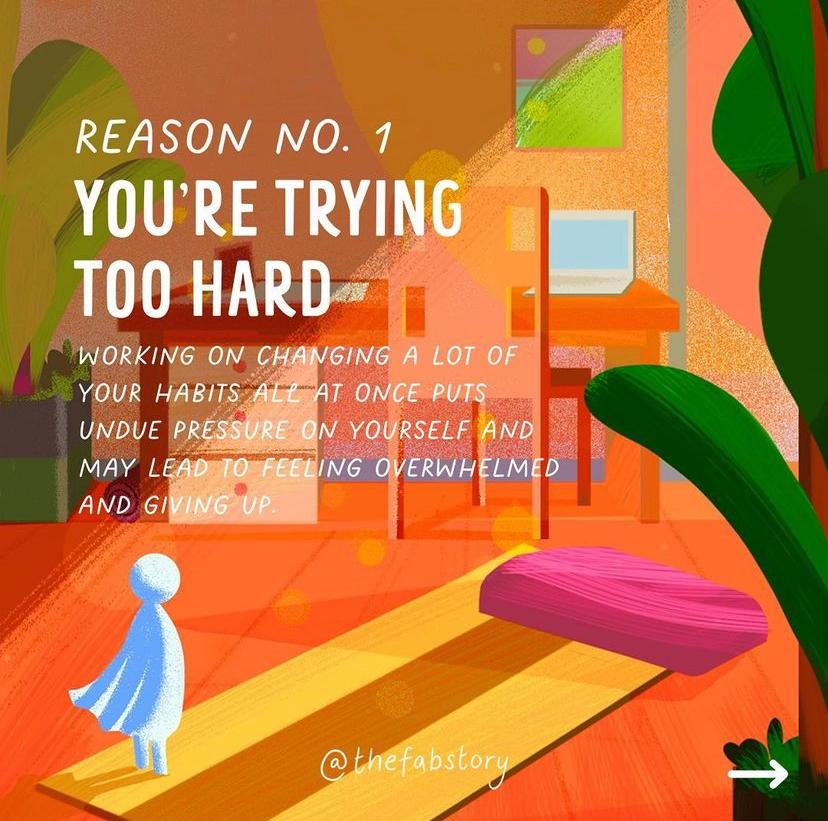 REASON NO. 1
YOU'RE TRYING
TOO HARD
WORKING ON CHANGING A LOT OF
YOUR HABITS ALL AT ONCE PUTS
UNDUE PRESSURE ON YOURSELF AND
MAY LEAD TO FEELING OVERWHELMED
AND GIVING UP.
@thefabstory